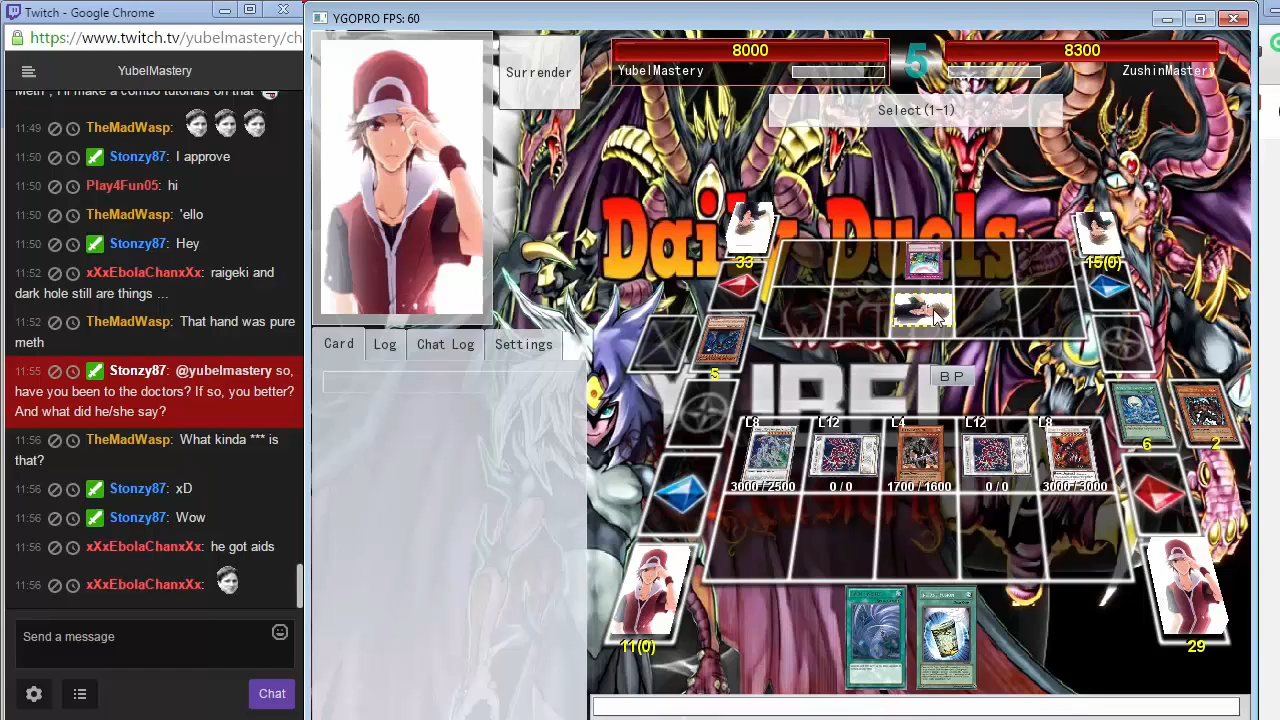 Twitch - Google Chrome
https://www.twitch.tv/yubelmastery/ch
YubelMastery
Meth , I'll make a combo tutorials on that
11:49 TheMadWasp:
11:50 Stonzy87: I approve
11:50 Play4Fun05: hi
11:50 TheMadWasp: 'ello
11:50 Stonzy87: Hey
11:52 xXxEbolaChanxXx: raigeki and
dark hole still are things ...
11:52 TheMadWasp: That hand was pure
meth
11:55 Stonzy87: @yubelmastery so,
have you been to the doctors? If so, you better?
And what did he/she say?
11:56 TheMadWasp: What kinda *** is
that?
11:56 Stonzy87: xD
11:56 Stonzy87: Wow
11:56 xXxEbolaChanxXx: he got aids
11:56 xXxEbolaChanxXx:
Send a message
Chat
YGOPRO FPS: 60
Surrender
8000
5
8300
YubelMastery
ZushinMastery
Select(1-1)
Daily Duels
33
15(0)
Card
Log
Chat Log
Settings
5
BP
6
2
L8
L12
L4
L12
L8
3000/2500
0/0
1700/1600
0/0
3000/3000
11(0)
29